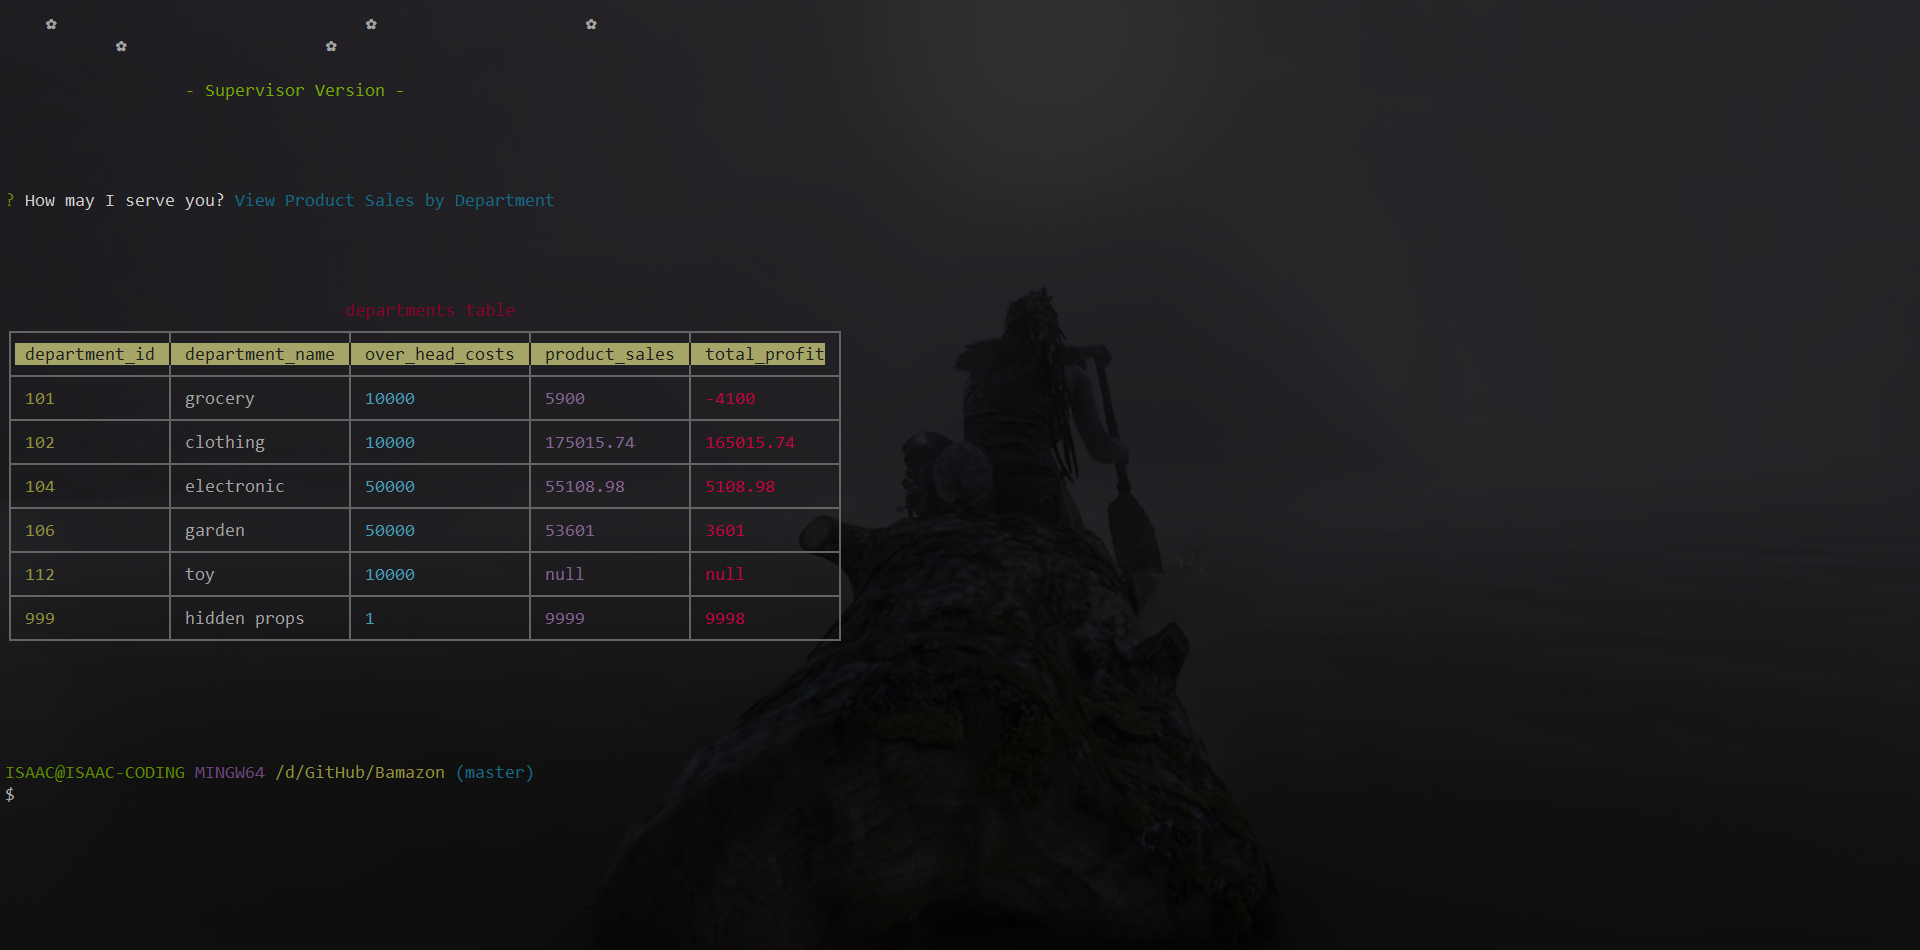 ✿ ✿ ✿
✿ ✿
- Supervisor Version -
? How may I serve you? View Product Sales by Department
departments table
department_id department_name over_head_costs product_sales total_profit
101 grocery 10000 5900 -4100
102 clothing 10000 175015.74 165015.74
104 electronic 50000 55108.98 5108.98
106 garden 50000 53601 3601
112 toy 10000 null null
999 hidden props 1 9999 9998
ISAAC@ISAAC-CODING MINGW64 /d/GitHub/Bamazon (master)
$